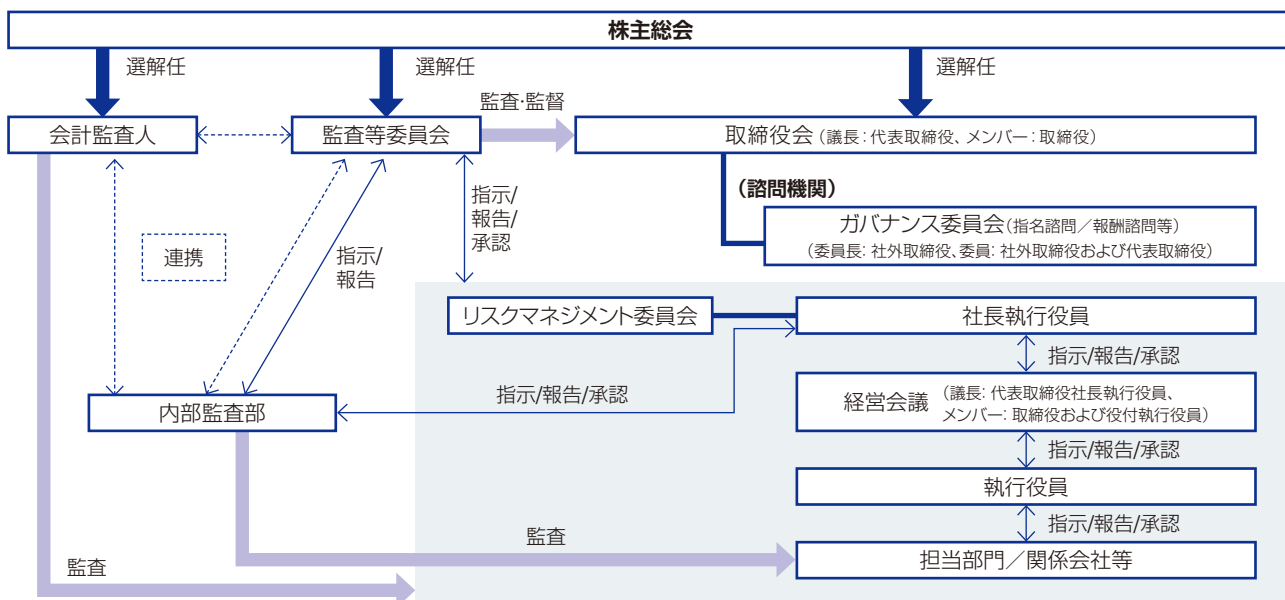 株主総会
選解任
選解任
選解任
監査・監督
会計監査人
監査等委員会
取締役会(議長:代表取締役、メンバー:取締役)
(諮問機関)
指示/
報告/
承認
ガバナンス委員会(指名諮問/報酬諮問等)
(委員長:社外取締役、委員:社外取締役および代表取締役)
連携
指示/
報告
リスクマネジメント委員会
社長執行役員
指示/報告/承認
指示/報告/承認
経営会議
(議長:代表取締役社長執行役員、
メンバー:取締役および役付執行役員)
内部監査部
指示/報告/承認
執行役員
指示/報告/承認
監査
担当部門/関係会社等
監査